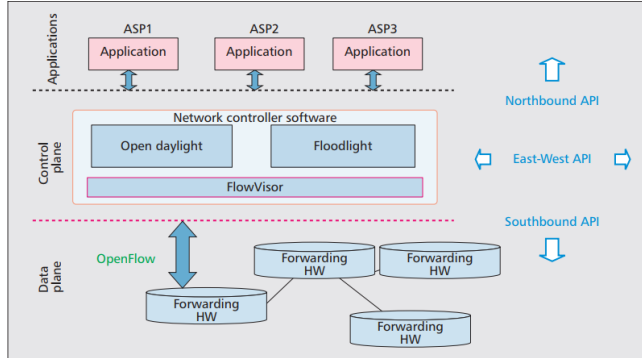 Applications
ASP1
ASP2
ASP3
Application
Application
Application
Northbound API
Control
plane
Network controller software
Open daylight
Floodlight
FlowVisor
East-West API
Southbound API
Data
plane
OpenFlow
Forwarding
HW
Forwarding
HW
Forwarding
HW
Forwarding
HW